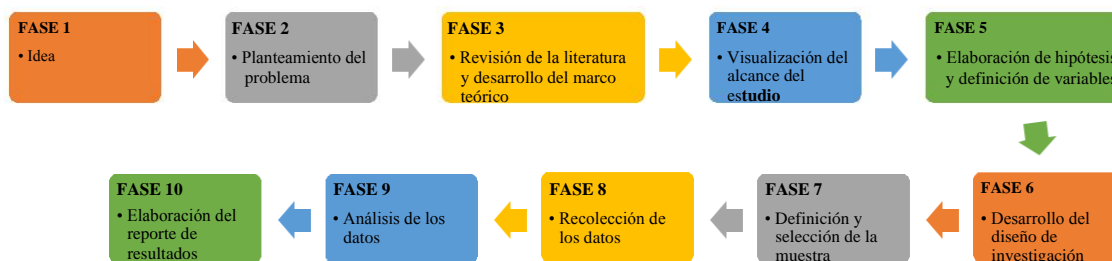 FASE 1
• Idea
FASE 2
• Planteamiento del
problema
FASE 3
• Revisión de la literatura
y desarrollo del marco
teórico
FASE 4
• Visualización del
alcance del
estudio
FASE 5
• Elaboración de hipótesis
y definición de variables
FASE 6
• Desarrollo del
diseño de
investigación
FASE 7
• Definición y
selección de la
muestra
FASE 8
• Recolección de
los datos
FASE 9
• Análisis de los
datos
FASE 10
• Elaboración del
reporte de
resultados